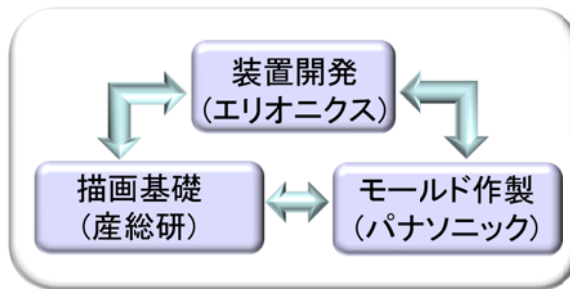 装置開発
(エリオニクス)
描画基礎
(産総研)
モールド作製
(パナソニック)